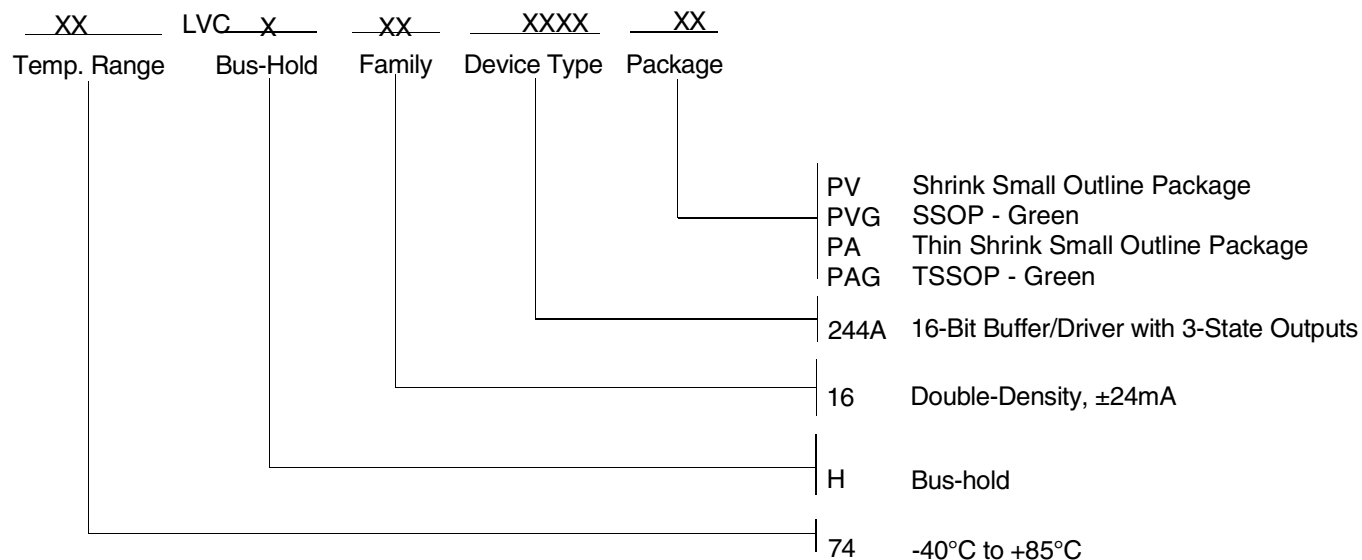 XX LVC X XX XXXX XX
Temp. Range Bus-Hold Family Device Type Package
PV Shrink Small Outline Package
PVG SSOP - Green
PA Thin Shrink Small Outline Package
PAG TSSOP - Green
244A 16-Bit Buffer/Driver with 3-State Outputs
16 Double-Density, ±24mA
H Bus-hold
74 -40°C to +85°C